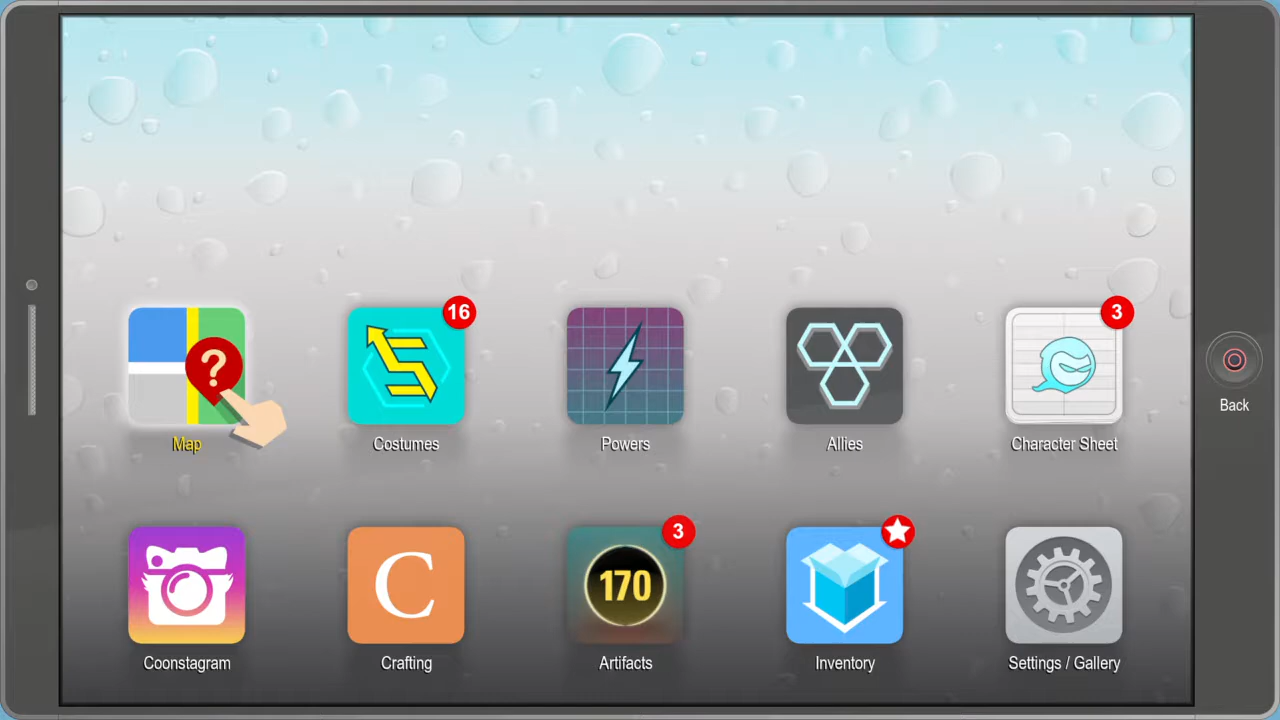 16
3
?
Map
Costumes
Powers
Allies
Character Sheet
Back
3
C
170
Coonstagram
Crafting
Artifacts
Inventory
Settings / Gallery